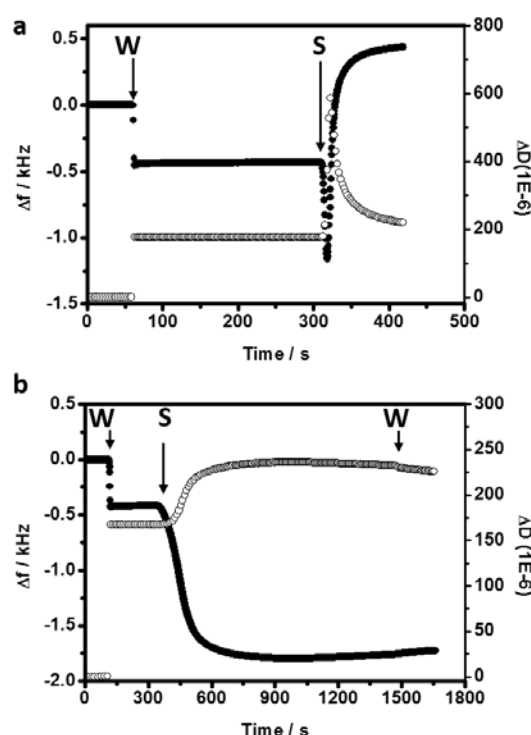 a
W
S
0.5
0.0
-0.5
-1.0
-1.5
Δf / kHz
800
600
400
200
0
ΔD(1E-6)
0 100 200 300 400 500
Time / s
b
W
S
W
0.5
0.0
-0.5
-1.0
-1.5
-2.0
Δf / kHz
300
250
200
150
100
50
0
ΔD (1E-6)
0 300 600 900 1200 1500 1800
Time / s